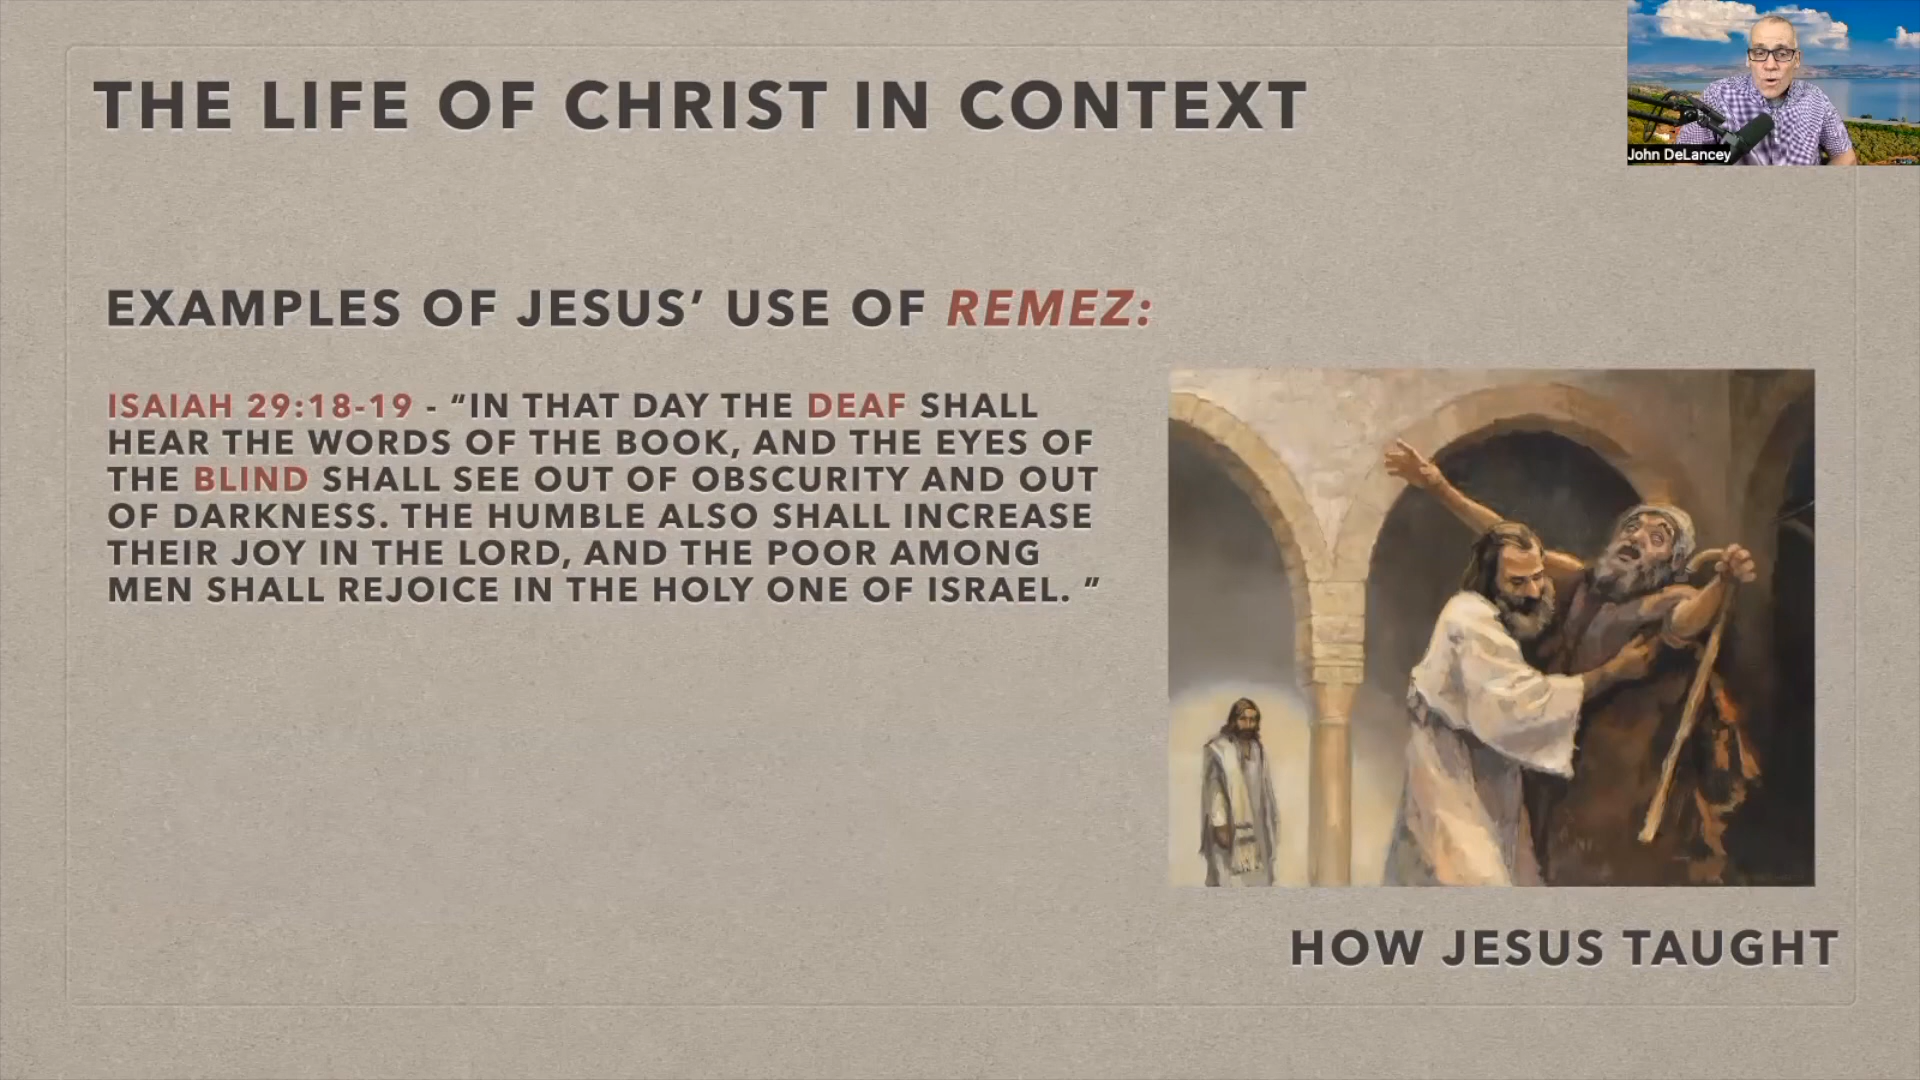 THE LIFE OF CHRIST IN CONTEXT
John DeLancey
EXAMPLES OF JESUS’ USE OF REMEZ:
ISAIAH 29:18-19 - “IN THAT DAY THE DEAF SHALL
HEAR THE WORDS OF THE BOOK, AND THE EYES OF
THE BLIND SHALL SEE OUT OF OBSCURITY AND OUT
OF DARKNESS. THE HUMBLE ALSO SHALL INCREASE
THEIR JOY IN THE LORD, AND THE POOR AMONG
MEN SHALL REJOICE IN THE HOLY ONE OF ISRAEL. ”
HOW JESUS TAUGHT